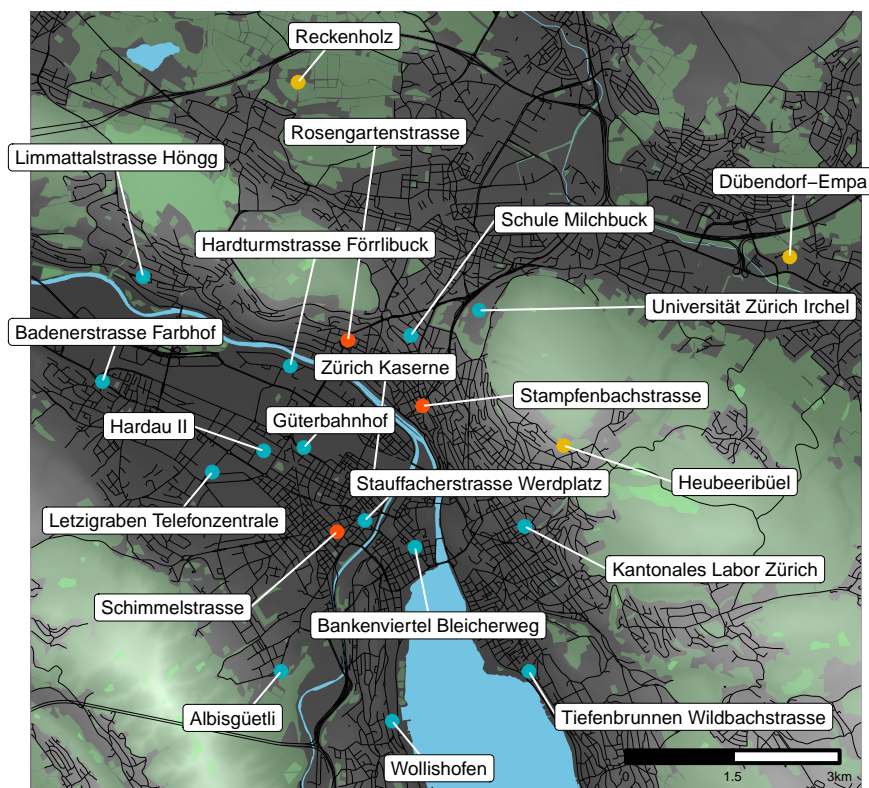 Reckenholz
Rosengartenstrasse
Limmattalstrasse Höngg
Dübendorf−Empa
Schule Milchbuck
Hardturmstrasse Förrlibuck
Universität Zürich Irchel
Badenerstrasse Farbhof
Zürich Kaserne
Stampfenbachstrasse
Güterbahnhof
Hardau II
Stauffacherstrasse Werdplatz
Heubeeribüel
Letzigraben Telefonzentrale
Kantonales Labor Zürich
Schimmelstrasse
Bankenviertel Bleicherweg
Albisgüetli
Tiefenbrunnen Wildbachstrasse
Wollishofen
0 1.5 3km